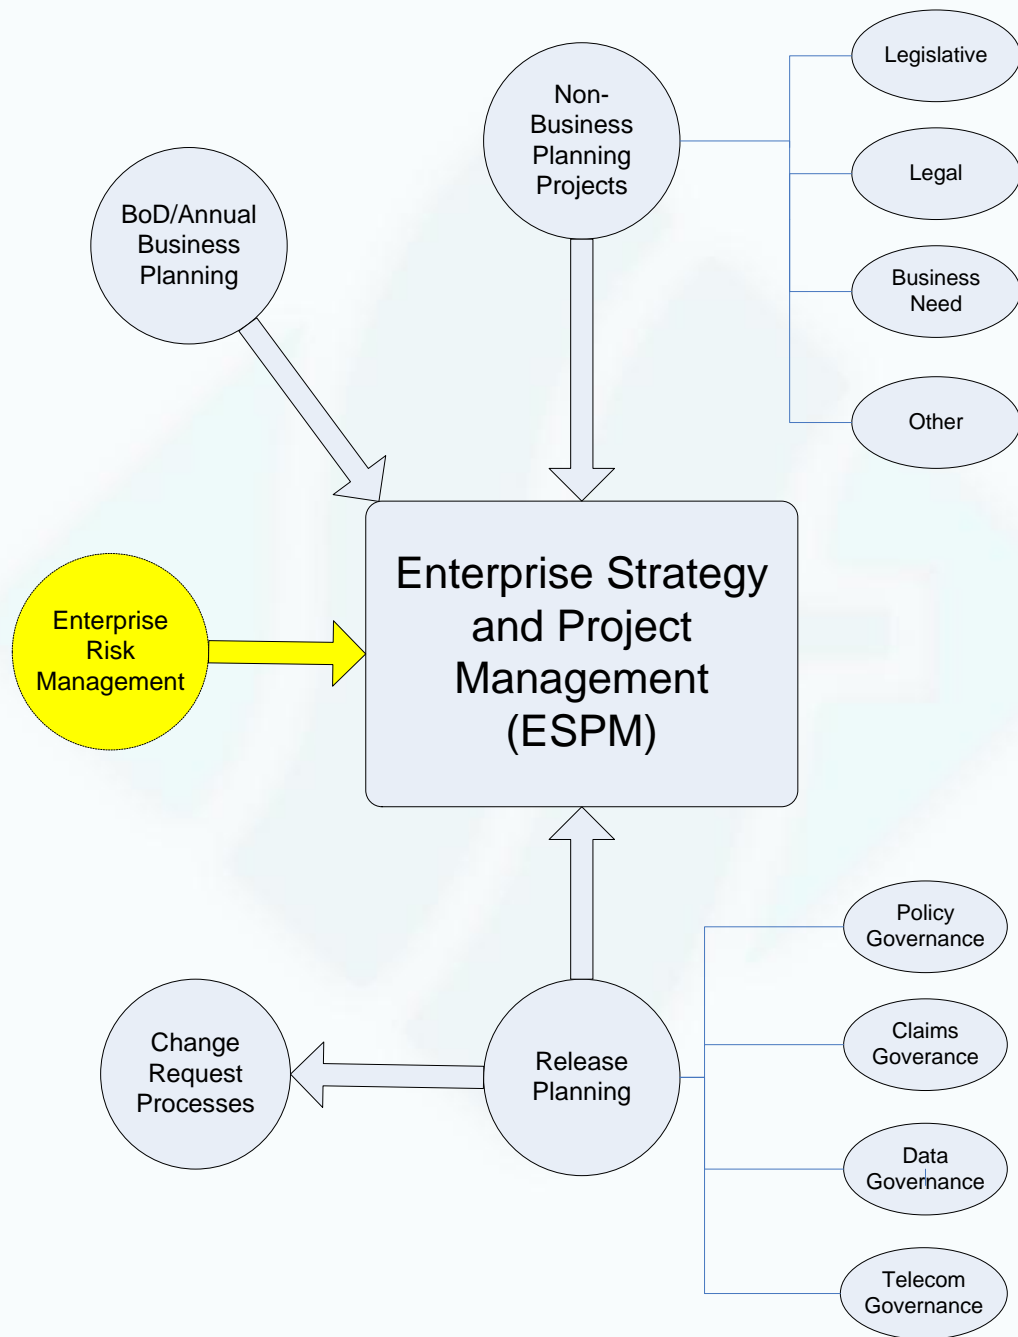 Legislative
Non-
Business
Planning
Projects
Legal
BoD/Annual
Business
Planning
Business
Need
Other
Enterprise Strategy
and Project
Management
(ESPM)
Enterprise
Risk
Management
Policy
Governance
Change
Request
Processes
Release
Planning
Claims
Goverance
Data
Governance
Telecom
Governance